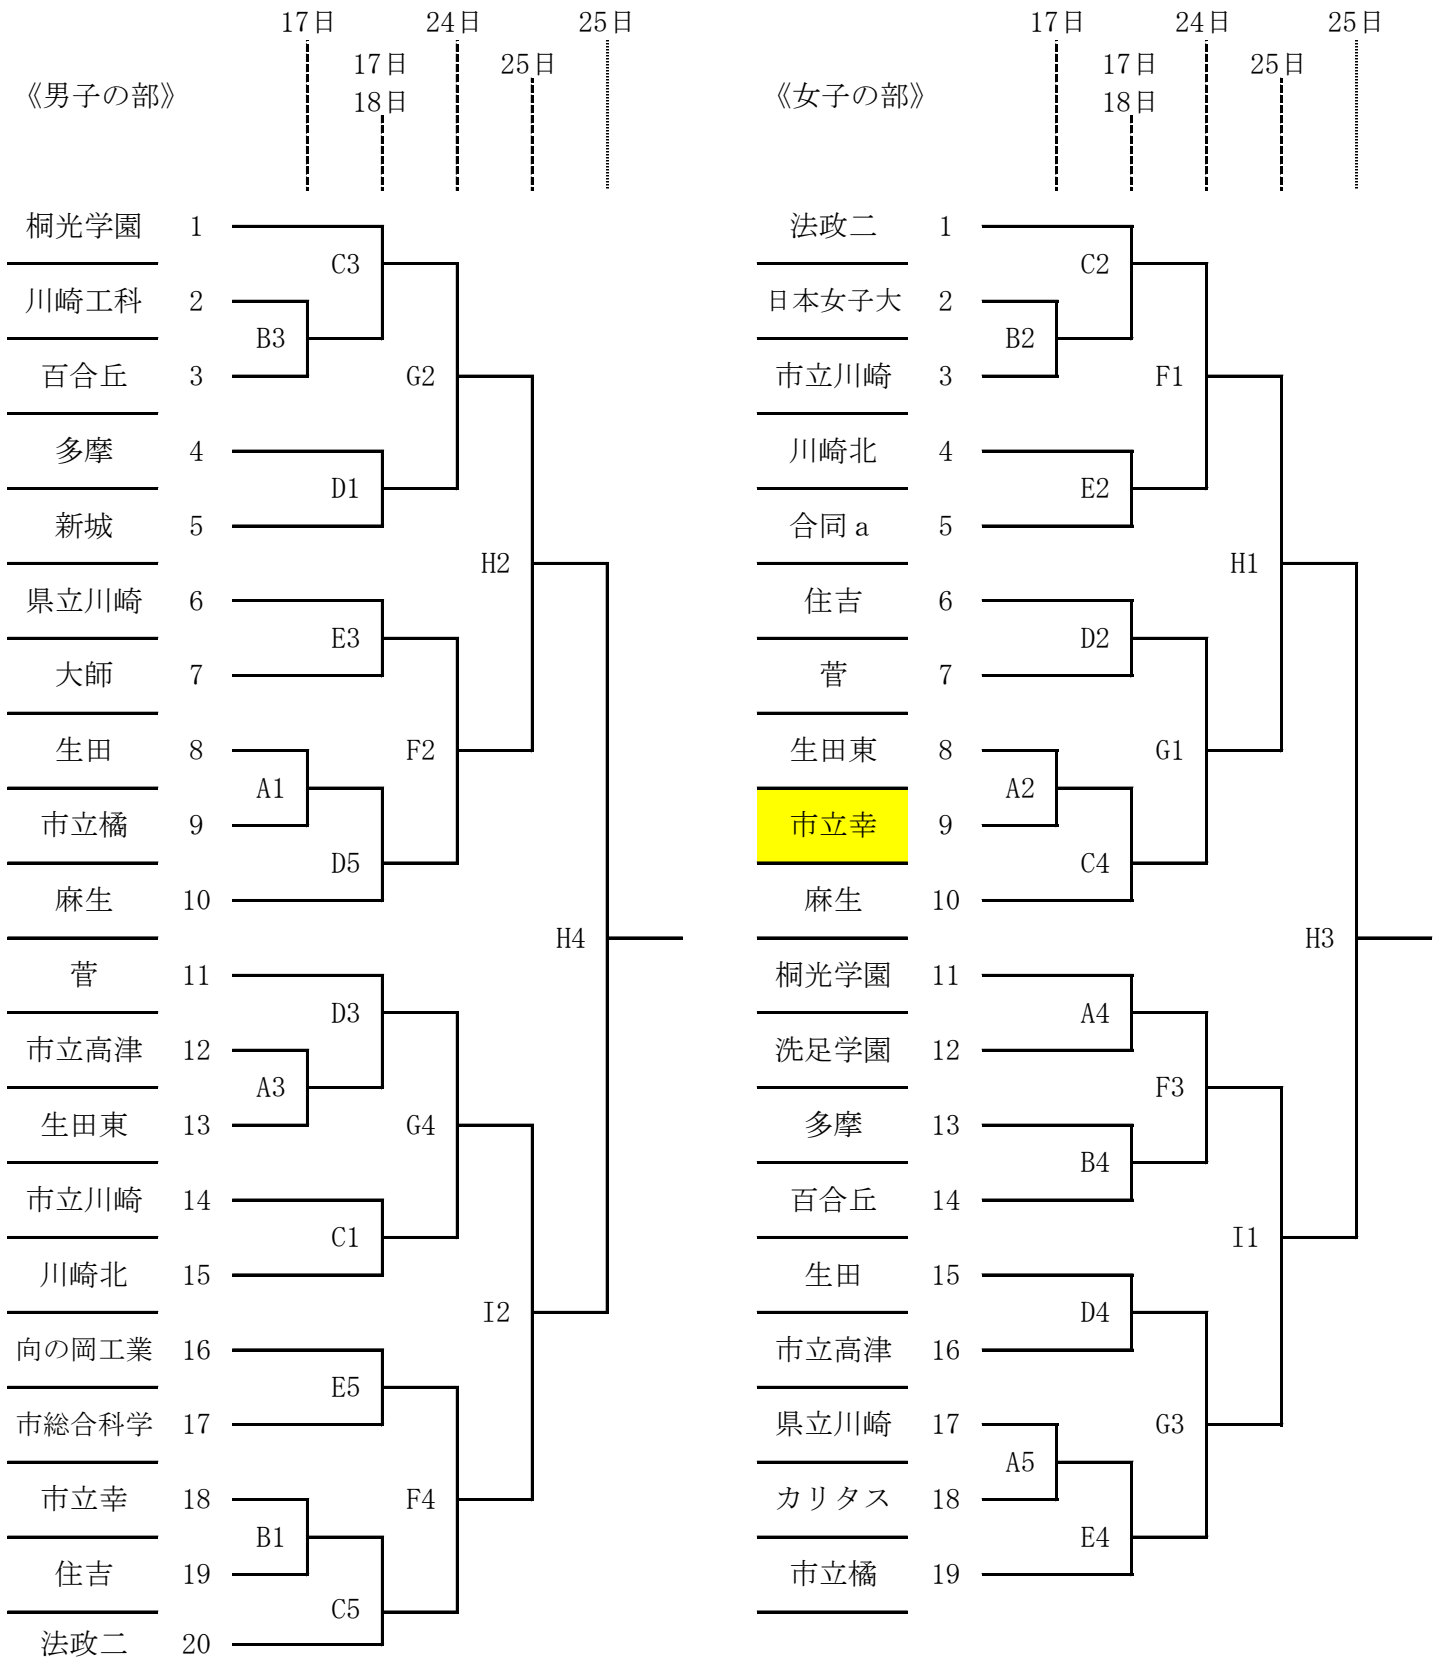 17日 24日 25日
17日 25日
《男子の部》 18日
桐光学園 1
C3
川崎工科 2
B3
百合丘 3 G2
多摩 4
D1
新城 5
H2
県立川崎 6
E3
大師 7
生田 8 F2
A1
市立橘 9
D5
麻生 10
H4
菅 11
D3
市立高津 12
A3
生田東 13 G4
市立川崎 14
C1
川崎北 15
I2
向の岡工業 16
E5
市総合科学 17
市立幸 18 F4
B1
住吉 19
C5
法政二 20
17日 24日 25日
17日 25日
《女子の部》 18日
法政二 1
C2
日本女子大 2
B2
市立川崎 3 F1
川崎北 4
E2
合同a 5
H1
住吉 6
D2
菅 7
生田東 8 G1
A2
市立幸 9
C4
麻生 10
H3
桐光学園 11
A4
洗足学園 12
F3
多摩 13
B4
百合丘 14
I1
生田 15
D4
市立高津 16
県立川崎 17 G3
A5
カリタス 18
E4
市立橘 19